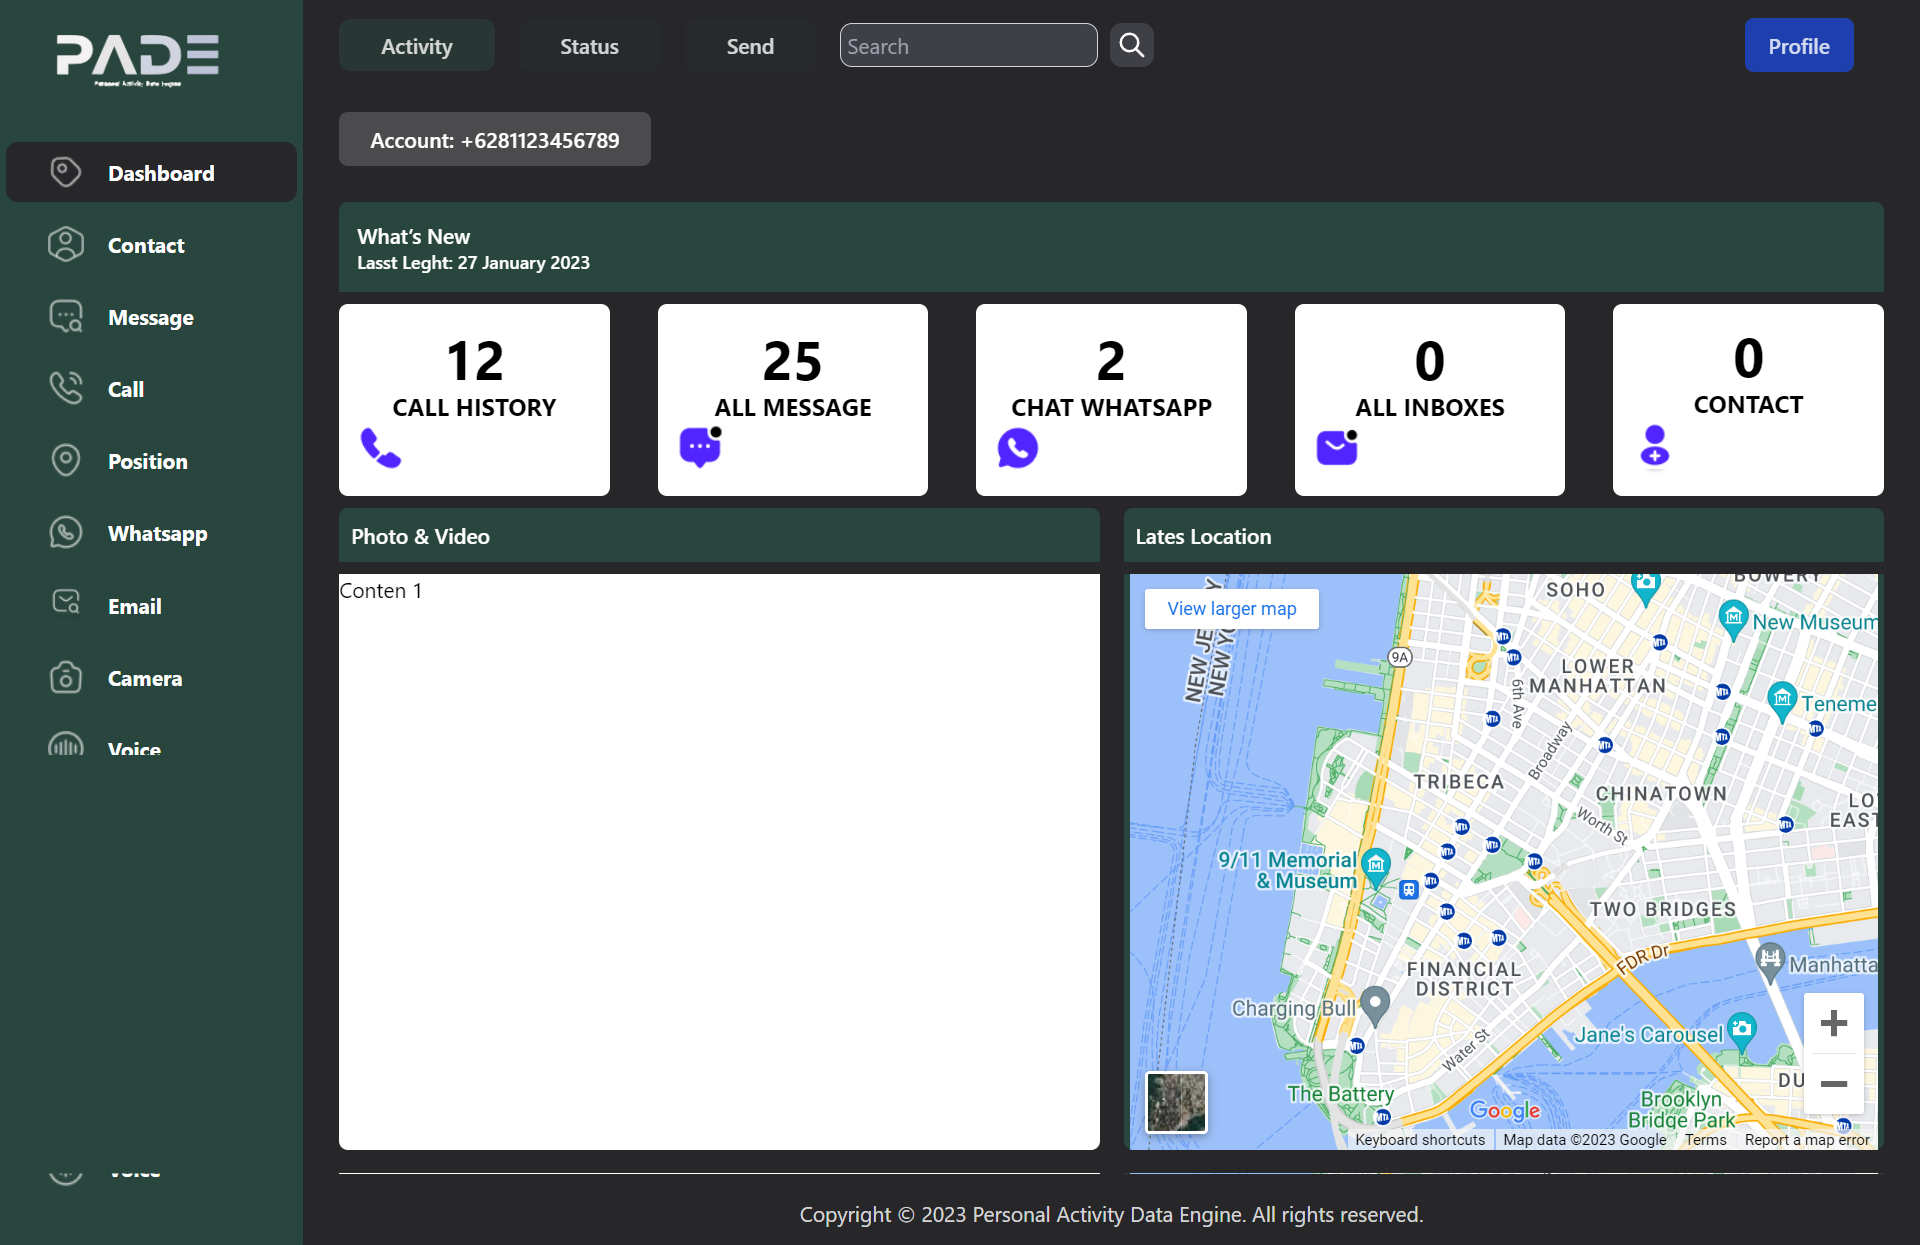 PADE
Personal Activity Data Engine
Activity
Status
Send
Search
Profile
Account: +6281123456789
Dashboard
Contact
Message
Call
Position
Whatsapp
Email
Camera
Voice
What's New
Lasst Leght: 27 January 2023
12
CALL HISTORY
25
ALL MESSAGE
2
CHAT WHATSAPP
0
ALL INBOXES
0
CONTACT
Photo & Video
Conten 1
Lates Location
View larger map
NEW JE
NEW YO
SOHO
BOWERY
New Museum
9A
LOWER
MANHATTAN
6th Ave
Teneme
Broadway
TRIBECA
CHINATOWN
LO
EAST
Worth St
9/11 Memorial
& Museum
TWO BRIDGES
FDR Dr
FINANCIAL
DISTRICT
Manhatta
Charging Bull
Water St
Jane's Carousel
DU
The Battery
Google
Brooklyn
Bridge Park
Keyboard shortcuts
Map data ©2023 Google
Terms
Report a map error
Voice
Copyright © 2023 Personal Activity Data Engine. All rights reserved.